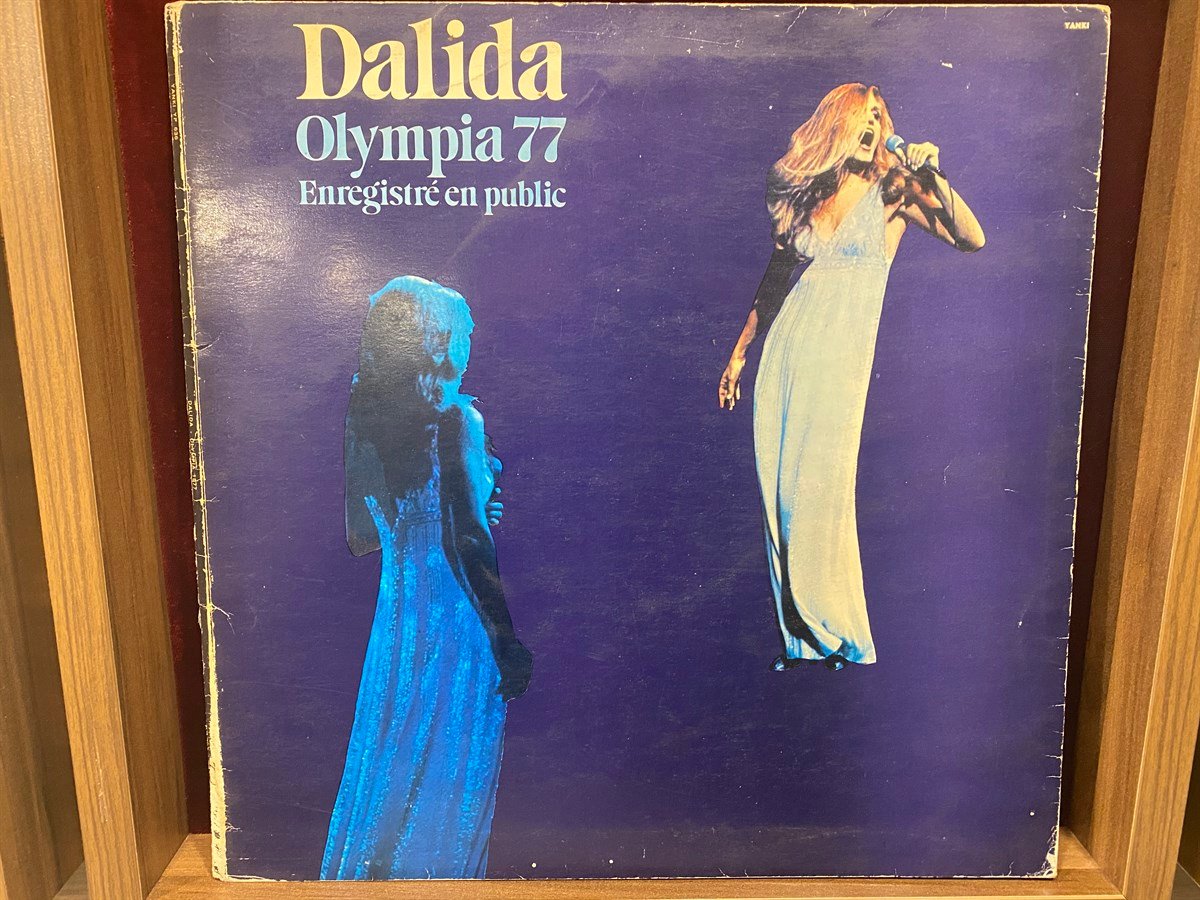 Dalida
Olympia 77
Enregistré en public
YANKI